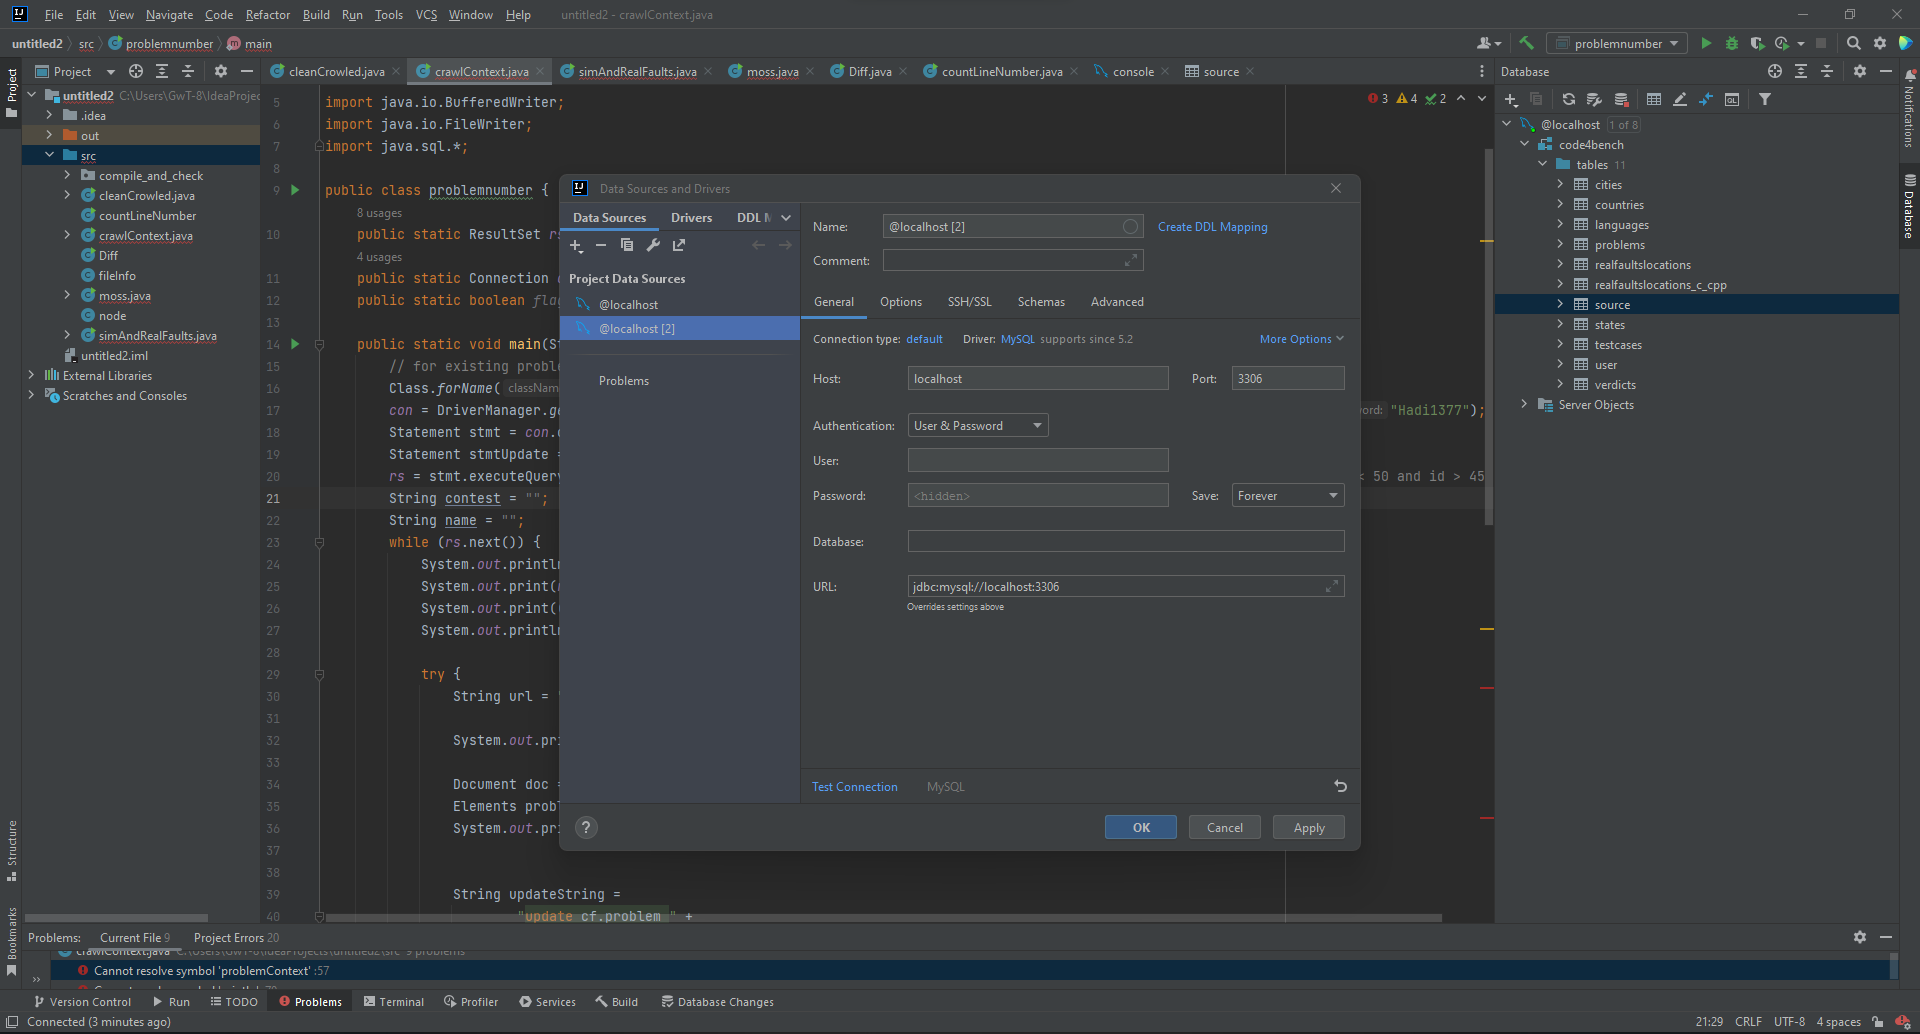 File Edit View Navigate Code Refactor Build Run Tools VCS Window Help untitled2 - crawlContext.java
untitled2 src problemnumber main
problemnumber
Project
cleanCrowled.java crawlContext.java simAndRealFaults.java moss.java Diff.java countLineNumber.java console source
Database
Project
untitled2 C:\Users\GwT-8\IdeaProjec
.idea
out
src
compile_and_check
cleanCrowled.java
countLineNumber
crawlContext.java
Diff
fileInfo
moss.java
node
simAndRealFaults.java
untitled2.iml
External Libraries
Scratches and Consoles
Structure
Bookmarks
3 4 2
5 import java.io.BufferedWriter;
6 import java.io.FileWriter;
7 import java.sql.*;
8
9 public class problemnumber {
8 usages
10 public static ResultSet rs
4 usages
11 public static Connection
12 public static boolean fla
13
14 public static void main(S
15 // for existing proble
16 Class.forName( classNam
17 con = DriverManager.ge word: "Hadi1377");
18 Statement stmt = con.
19 Statement stmtUpdate =
20 rs = stmt.executeQuery < 50 and id > 45
21 String contest = "";
22 String name = "";
23 while (rs.next()) {
24 System.out.println
25 System.out.print(
26 System.out.print(
27 System.out.println
28
29 try {
30 String url =
31
32 System.out.pri
33
34 Document doc =
35 Elements probl
36 System.out.pri
37
38
39 String updateString =
40 "update cf.problem " +
Data Sources and Drivers
Data Sources Drivers DDL M
Project Data Sources
@localhost
@localhost [2]
Problems
Name: @localhost [2] Create DDL Mapping
Comment:
General Options SSH/SSL Schemas Advanced
Connection type: default Driver: MySQL supports since 5.2 More Options
Host: localhost Port: 3306
Authentication: User & Password
User:
Password: <hidden> Save: Forever
Database:
URL: jdbc:mysql://localhost:3306
Overrides settings above
Test Connection MySQL
? OK Cancel Apply
@localhost 1 of 8
code4bench
tables 11
cities
countries
languages
problems
realfaultslocations
realfaultslocations_c_cpp
source
states
testcases
user
verdicts
Server Objects
Notifications
Database
Problems: Current File 9 Project Errors 20
crawlContext.java C:\Users\GwT-8\IdeaProjects\untitled2\src 9 problems
Cannot resolve symbol 'problemContext' :57
Version Control Run TODO Problems Terminal Profiler Services Build Database Changes
Connected (3 minutes ago) 21:29 CRLF UTF-8 4 spaces